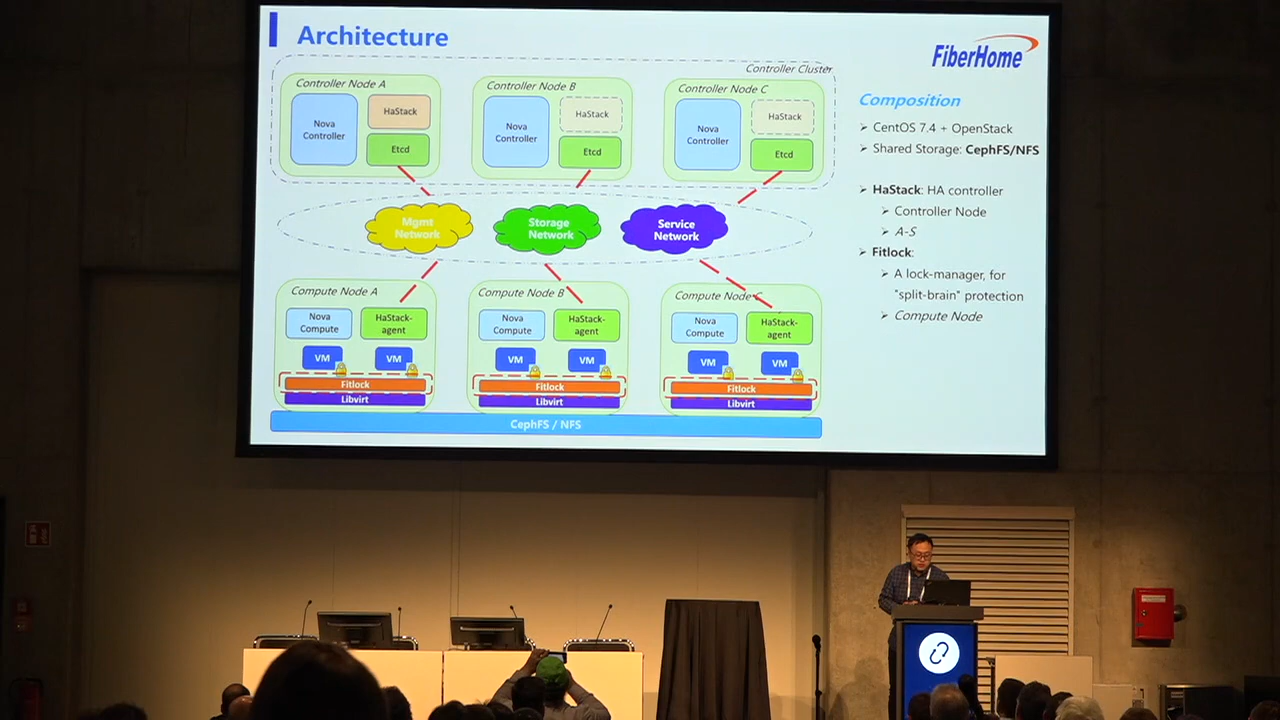 Architecture
FiberHome
Controller Cluster
Controller Node A
Nova
Controller
HaStack
Etcd
Controller Node B
Nova
Controller
HaStack
Etcd
Controller Node C
Nova
Controller
HaStack
Etcd
Mgmt
Network
Storage
Network
Service
Network
Compute Node A
Nova
Compute
HaStack-
agent
VM
VM
Fitlock
Libvirt
Compute Node B
Nova
Compute
HaStack-
agent
VM
VM
Fitlock
Libvirt
Compute Node C
Nova
Compute
HaStack-
agent
VM
VM
Fitlock
Libvirt
CephFS / NFS
Composition
CentOS 7.4 + OpenStack
Shared Storage: CephFS/NFS
HaStack: HA controller
Controller Node
A-S
Fitlock:
A lock-manager, for
"split-brain" protection
Compute Node